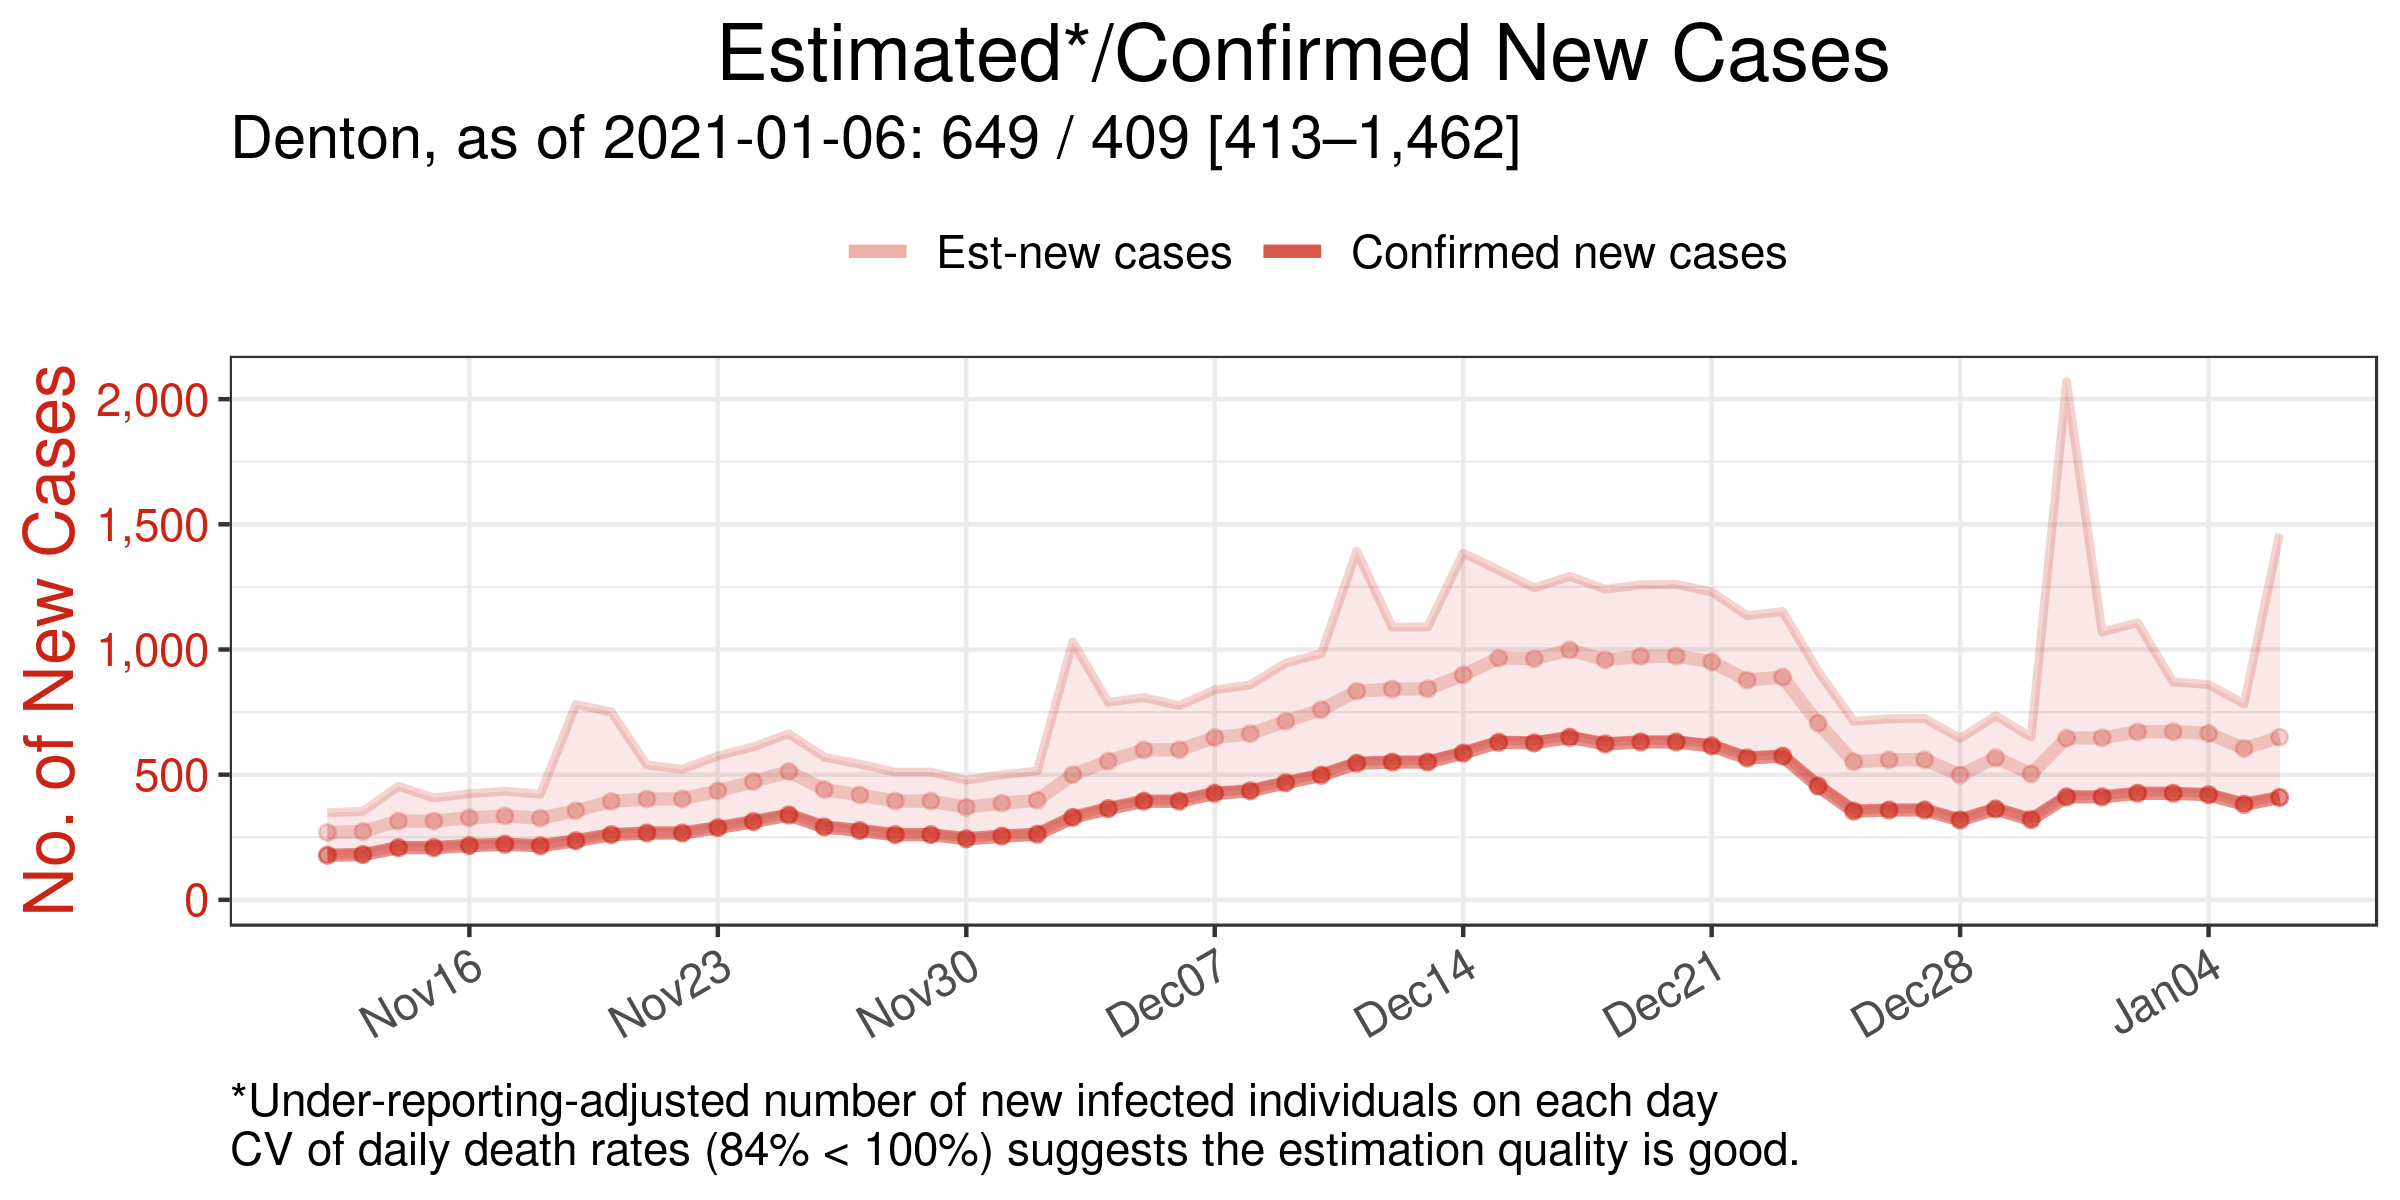 Estimated*/Confirmed New Cases
Denton, as of 2021-01-06: 649 / 409 [413–1,462]
Est-new cases
Confirmed new cases
No. of New Cases
2,000
1,500
1,000
500
0
Nov16
Nov23
Nov30
Dec07
Dec14
Dec21
Dec28
Jan04
*Under-reporting-adjusted number of new infected individuals on each day
CV of daily death rates (84% < 100%) suggests the estimation quality is good.